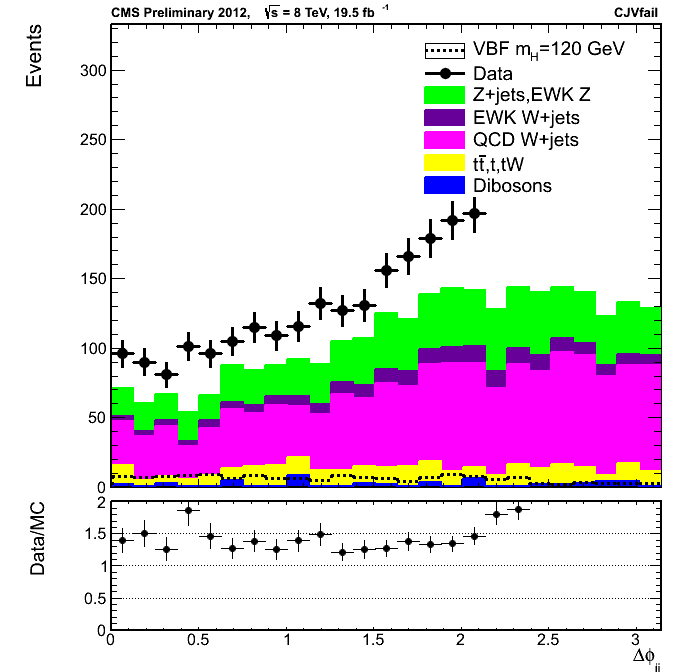 CMS Preliminary 2012, √s = 8 TeV, 19.5 fb⁻¹ CJVfail
Events
VBF m_H=120 GeV
Data
Z+jets,EWK Z
EWK W+jets
QCD W+jets
tt̄,t,tW
Dibosons
300
250
200
150
100
50
0
Data/MC
2
1.5
1
0.5
0
0 0.5 1 1.5 2 2.5 3
Δϕ_jj